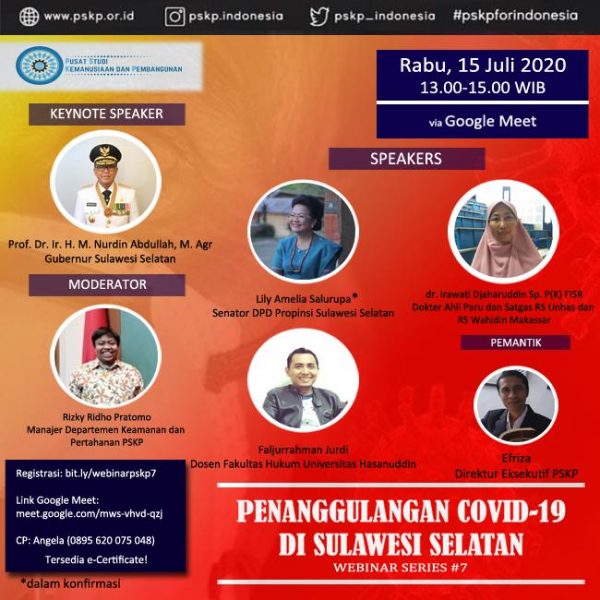 www.pskp.or.id
pskp.indonesia
pskp_indonesia
#pskpforindonesia
PUSAT STUDI
KEMANUSIAAN DAN PEMBANGUNAN
Rabu, 15 Juli 2020
13.00-15.00 WIB
via Google Meet
KEYNOTE SPEAKER
Prof. Dr. Ir. H. M. Nurdin Abdullah, M. Agr
Gubernur Sulawesi Selatan
SPEAKERS
Lily Amelia Salurupa*
Senator DPD Propinsi Sulawesi Selatan
dr. Irawati Djaharuddin Sp. P(K) FISR
Dokter Ahli Paru dan Satgas RS Unhas dan
RS Wahidin Makassar
MODERATOR
Rizky Ridho Pratomo
Manajer Departemen Keamanan dan
Pertahanan PSKP
Faljurrahman Jurdi
Dosen Fakultas Hukum Universitas Hasanuddin
PEMANTIK
Efriza
Direktur Eksekutif PSKP
Registrasi: bit.ly/webinarpskp7
Link Google Meet:
meet.google.com/mws-vhvd-qzj
CP: Angela (0895 620 075 048)
Tersedia e-Certificate!
*dalam konfirmasi
PENANGGULANGAN COVID-19
DI SULAWESI SELATAN
WEBINAR SERIES #7